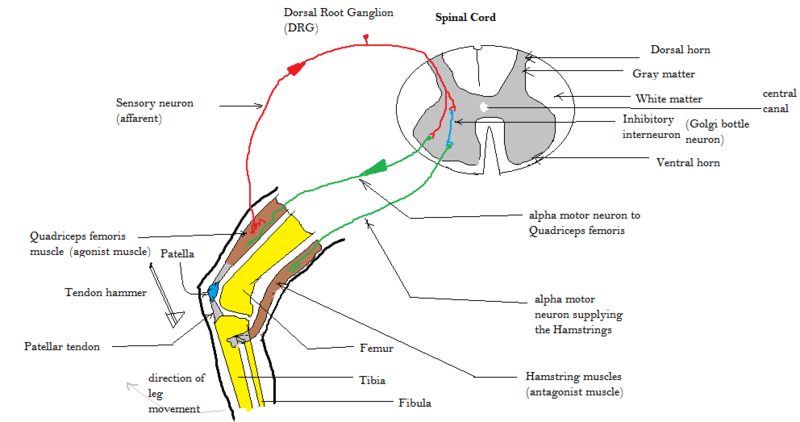 Dorsal Root Ganglion
(DRG)
Spinal Cord
Dorsal horn
Gray matter
White matter
central
canal
Inhibitory
interneuron
(Golgi bottle
neuron)
Ventral horn
Sensory neuron
(affarent)
alpha motor neuron to
Quadriceps femoris
Quadriceps femoris
muscle (agonist muscle)
Patella
Tendon hammer
alpha motor
neuron supplying
the Hamstrings
Patellar tendon
Femur
direction of
leg
movement
Tibia
Hamstring muscles
(antagonist muscle)
Fibula